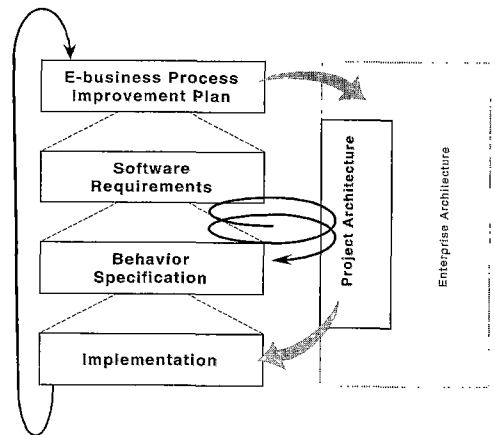 E-business Process
Improvement Plan
Software
Requirements
Behavior
Specification
Implementation
Project Architecture
Enterprise Architecture